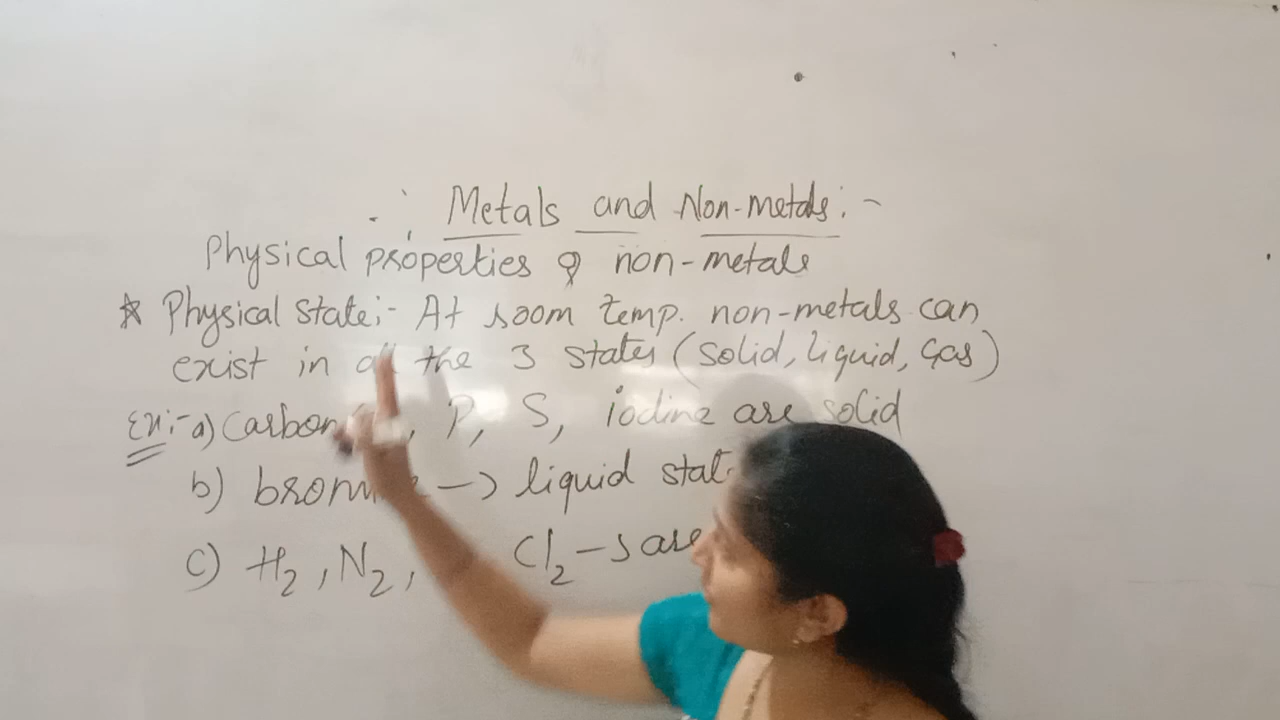 Metals and Non-metals:-
Physical properties of non-metals
* Physical state:- At room temp. non-metals can
exist in all the 3 states (solid, liquid, Gas)
Ex:- a) Carbon, P, S, iodine are solid
b) bromine -> liquid stat
c) H2, N2, Cl2 -> are